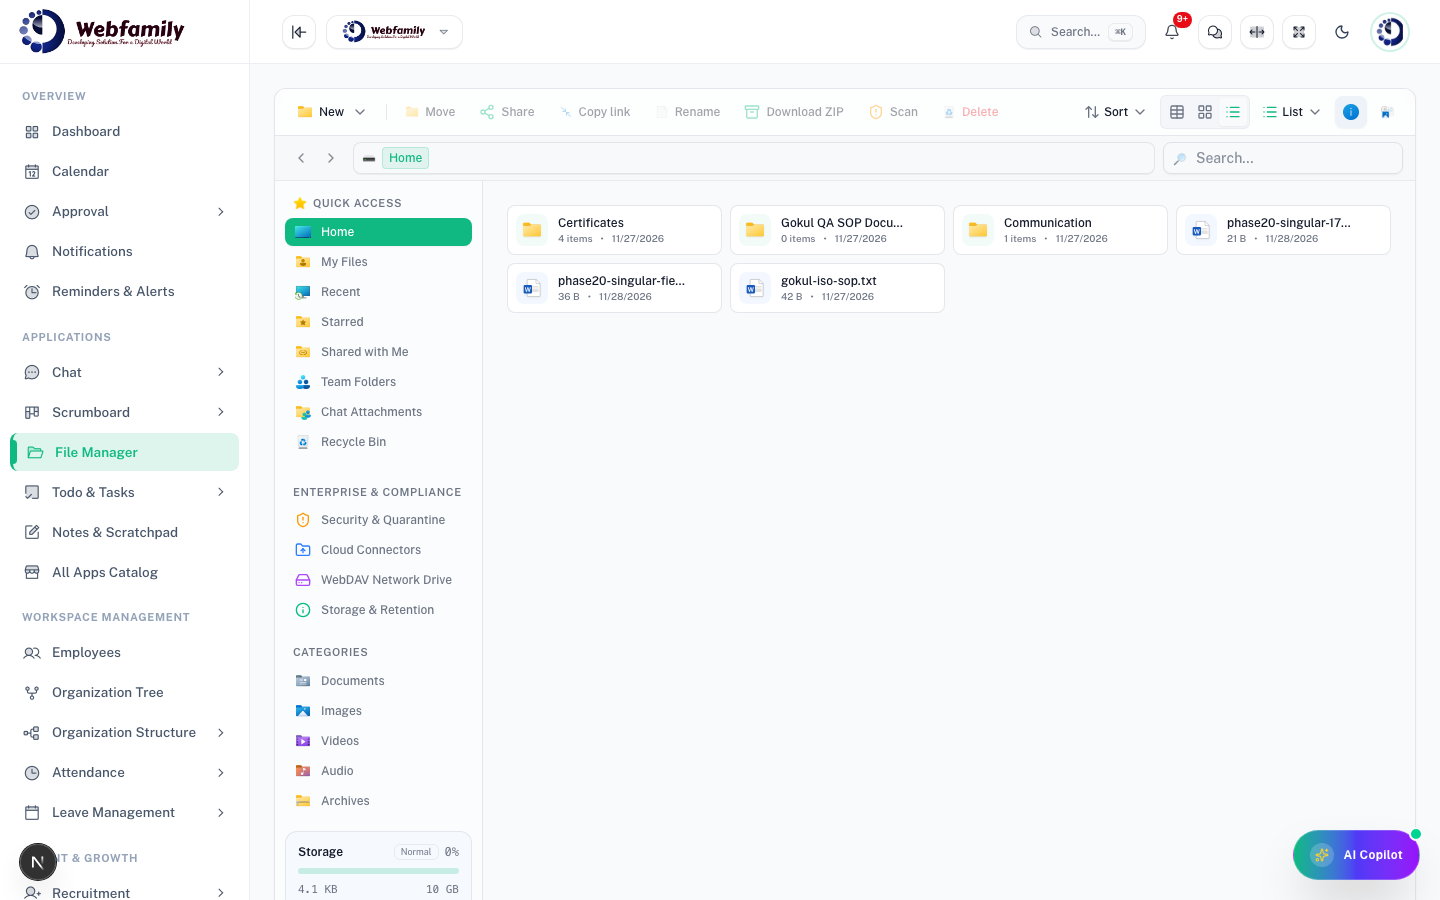 Webfamily
Developing Solution For a Digital World
OVERVIEW
Dashboard
Calendar
Approval
Notifications
Reminders & Alerts
APPLICATIONS
Chat
Scrumboard
File Manager
Todo & Tasks
Notes & Scratchpad
All Apps Catalog
WORKSPACE MANAGEMENT
Employees
Organization Tree
Organization Structure
Attendance
Leave Management
NT & GROWTH
N
Recruitment
Webfamily
Search...
⌘K
9+
New
Move
Share
Copy link
Rename
Download ZIP
Scan
Delete
Sort
List
Home
Search...
QUICK ACCESS
Home
My Files
Recent
Starred
Shared with Me
Team Folders
Chat Attachments
Recycle Bin
ENTERPRISE & COMPLIANCE
Security & Quarantine
Cloud Connectors
WebDAV Network Drive
Storage & Retention
CATEGORIES
Documents
Images
Videos
Audio
Archives
Storage
Normal
0%
4.1 KB
10 GB
Certificates
4 items • 11/27/2026
Gokul QA SOP Docu...
0 items • 11/27/2026
Communication
1 items • 11/27/2026
phase20-singular-17...
21 B • 11/28/2026
phase20-singular-fie...
36 B • 11/28/2026
gokul-iso-sop.txt
42 B • 11/27/2026
AI Copilot